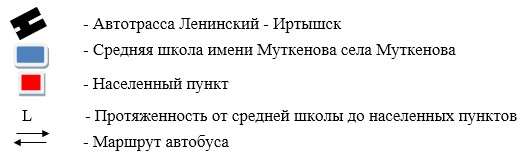 - Автотрасса Ленинский - Иртышск
- Средняя школа имени Муткенова села Муткенова
- Населенный пункт
L - Протяженность от средней школы до населенных пунктов
- Маршрут автобуса